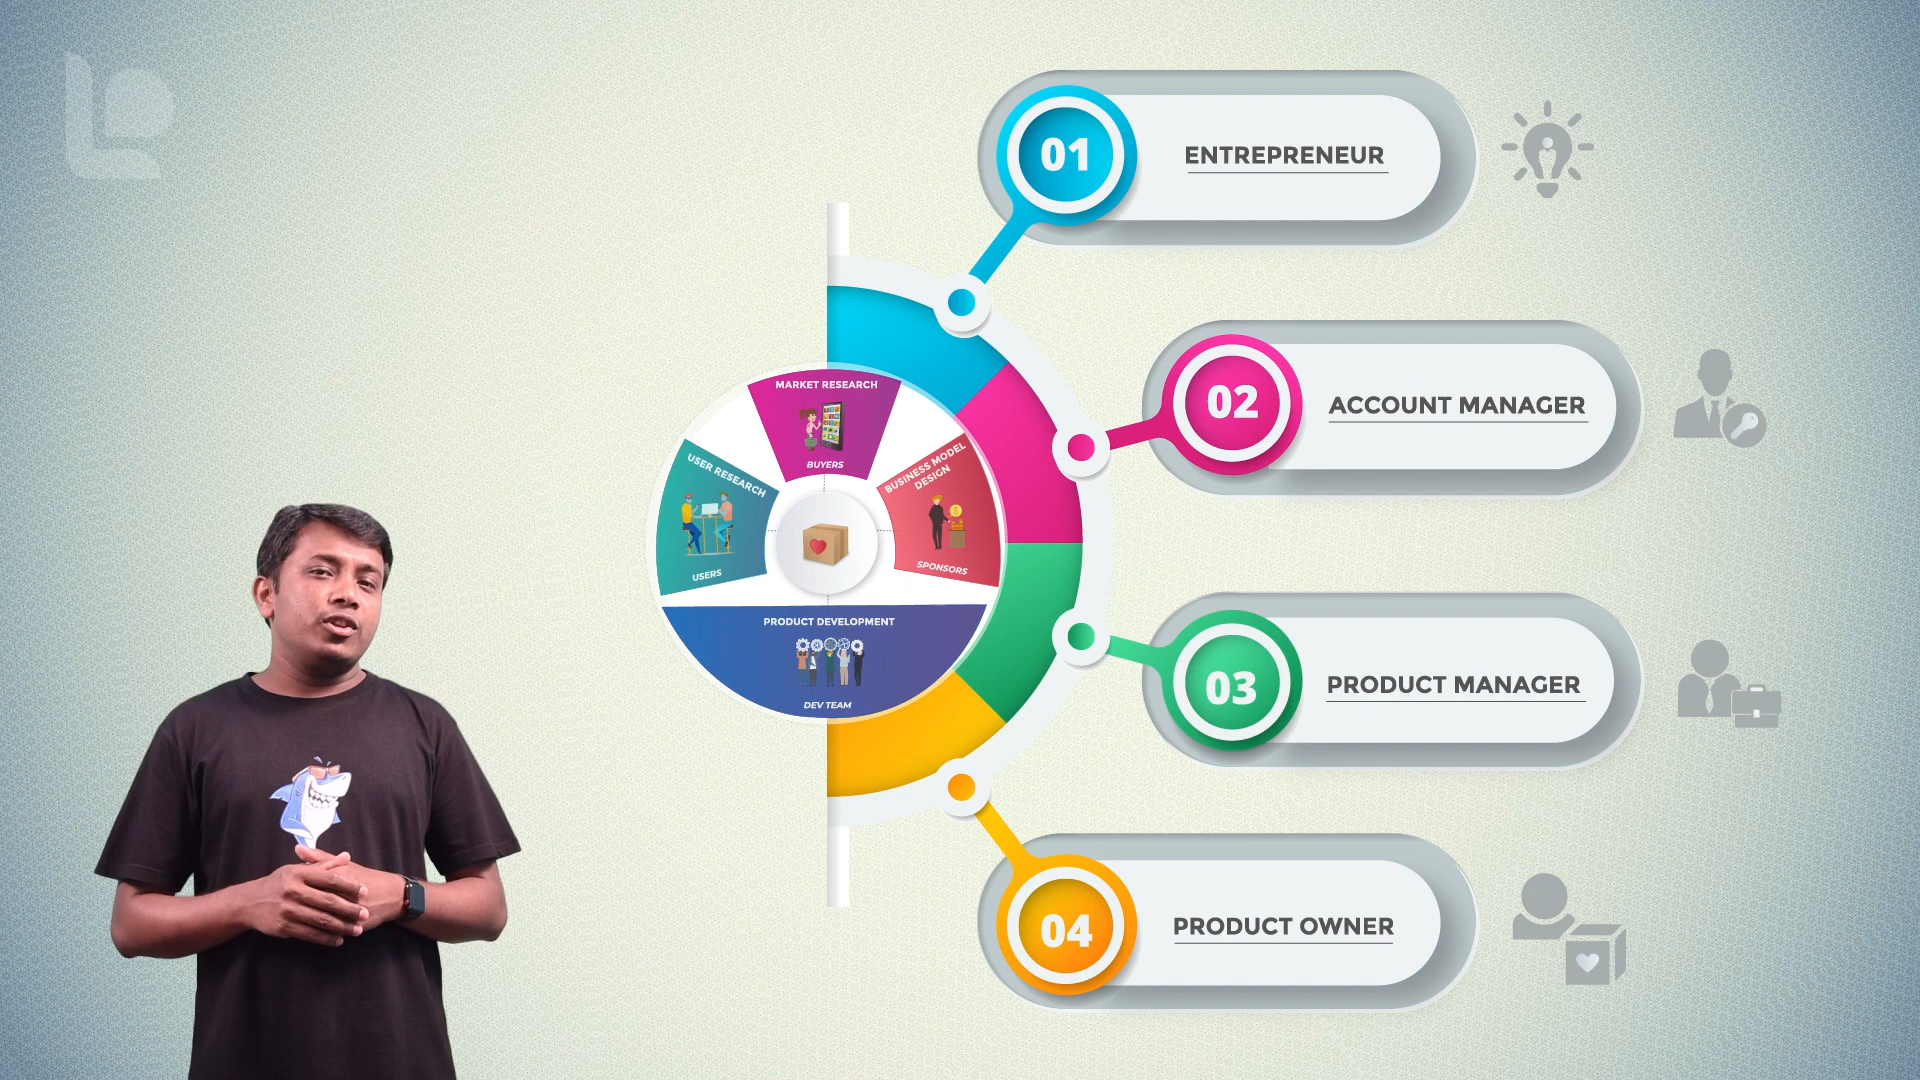 01
ENTREPRENEUR
02
ACCOUNT MANAGER
03
PRODUCT MANAGER
04
PRODUCT OWNER
MARKET RESEARCH
BUYERS
USER RESEARCH
USERS
BUSINESS MODEL
DESIGN
SPONSORS
PRODUCT DEVELOPMENT
DEV TEAM